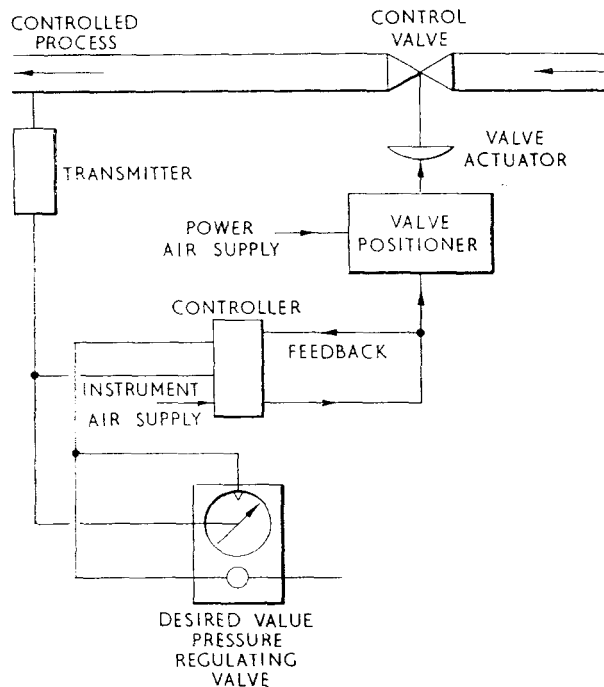 CONTROLLED
PROCESS
CONTROL
VALVE
VALVE
ACTUATOR
TRANSMITTER
POWER
AIR SUPPLY
VALVE
POSITIONER
CONTROLLER
FEEDBACK
INSTRUMENT
AIR SUPPLY
DESIRED VALUE
PRESSURE
REGULATING
VALVE